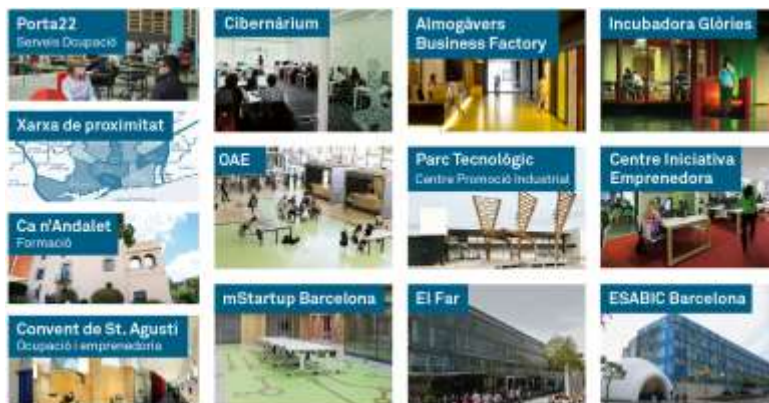 Porta22
Serveis Ocupació
Xarxa de proximitat
Ca n'Andalet
Formació
Convent de St. Agustí
Ocupació i emprenedoria
Cibernàrium
OAE
mStartup Barcelona
Almogàvers
Business Factory
Parc Tecnològic
Centre Promoció Industrial
El Far
Incubadora Glòries
Centre Iniciativa
Emprenedora
ESABIC Barcelona